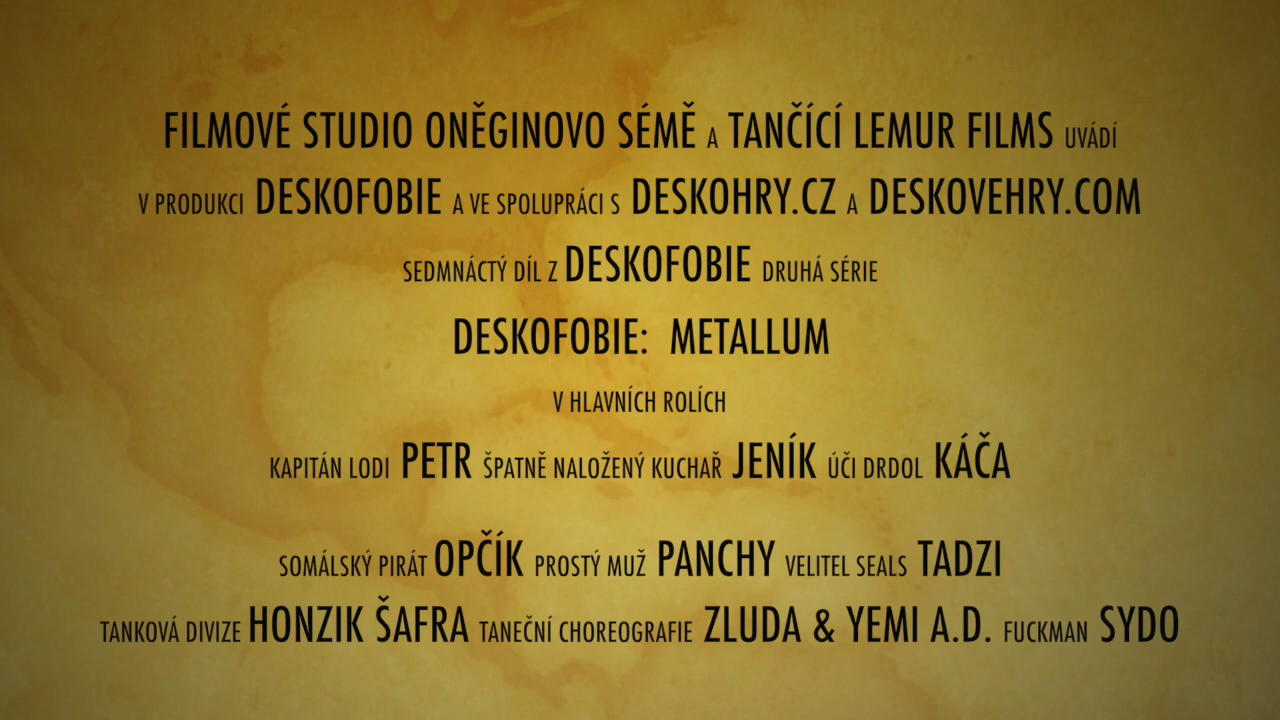 FILMOVÉ STUDIO ONĚGINOVO SÉMĚ A TANČÍCÍ LEMUR FILMS UVÁDÍ
V PRODUKCI DESKOFOBIE A VE SPOLUPRÁCI S DESKOHRY.CZ A DESKOVEHRY.COM
SEDMNÁCTÝ DÍL Z DESKOFOBIE DRUHÁ SÉRIE
DESKOFOBIE: METALLUM
V HLAVNÍCH ROLÍCH
KAPITÁN LODI PETR ŠPATNĚ NALOŽENÝ KUCHAŘ JENÍK ÚČI DRDOL KÁČA
SOMÁLSKÝ PIRÁT OPČÍK PROSTÝ MUŽ PANCHY VELITEL SEALS TADZI
TANKOVÁ DIVIZE HONZIK ŠAFRA TANEČNÍ CHOREOGRAFIE ZLUDA & YEMI A.D. FUCKMAN SYDO